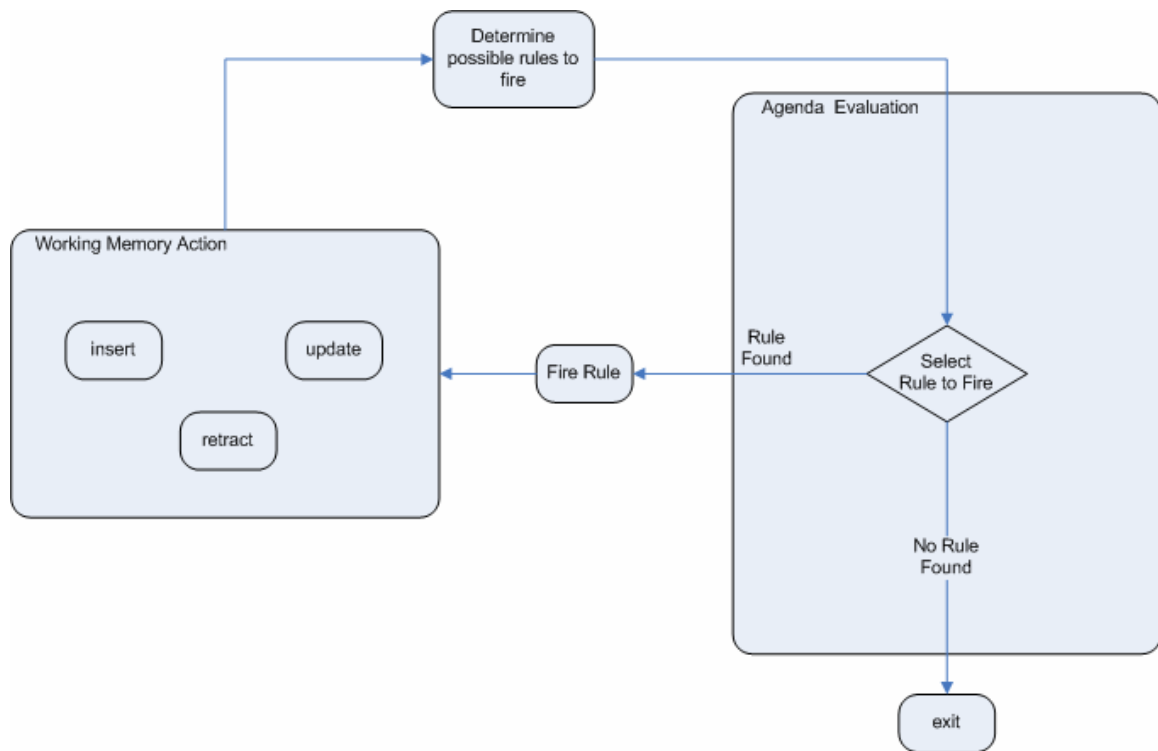 Determine
possible rules to
fire
Agenda Evaluation
Working Memory Action
insert
update
retract
Fire Rule
Rule
Found
Select
Rule to Fire
No Rule
Found
exit